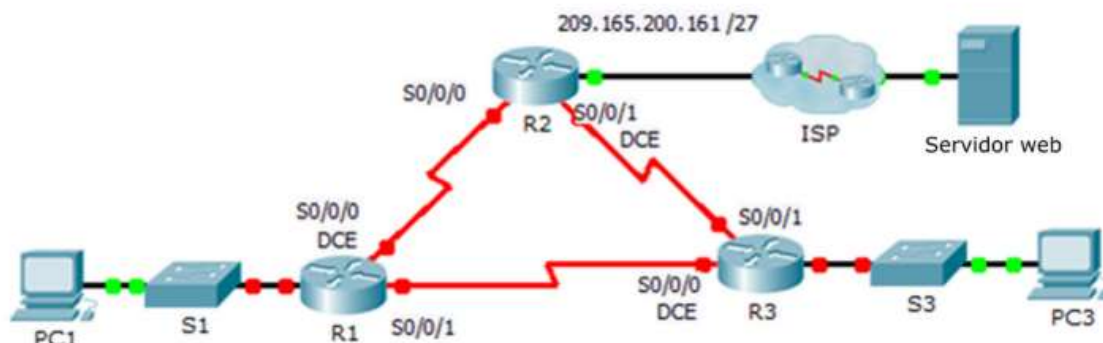 209.165.200.161 /27
S0/0/0
R2
S0/0/1
DCE
ISP
Servidor web
S0/0/0
DCE
S0/0/1
PC1
S1
R1
S0/0/1
S0/0/0
DCE
R3
S3
PC3